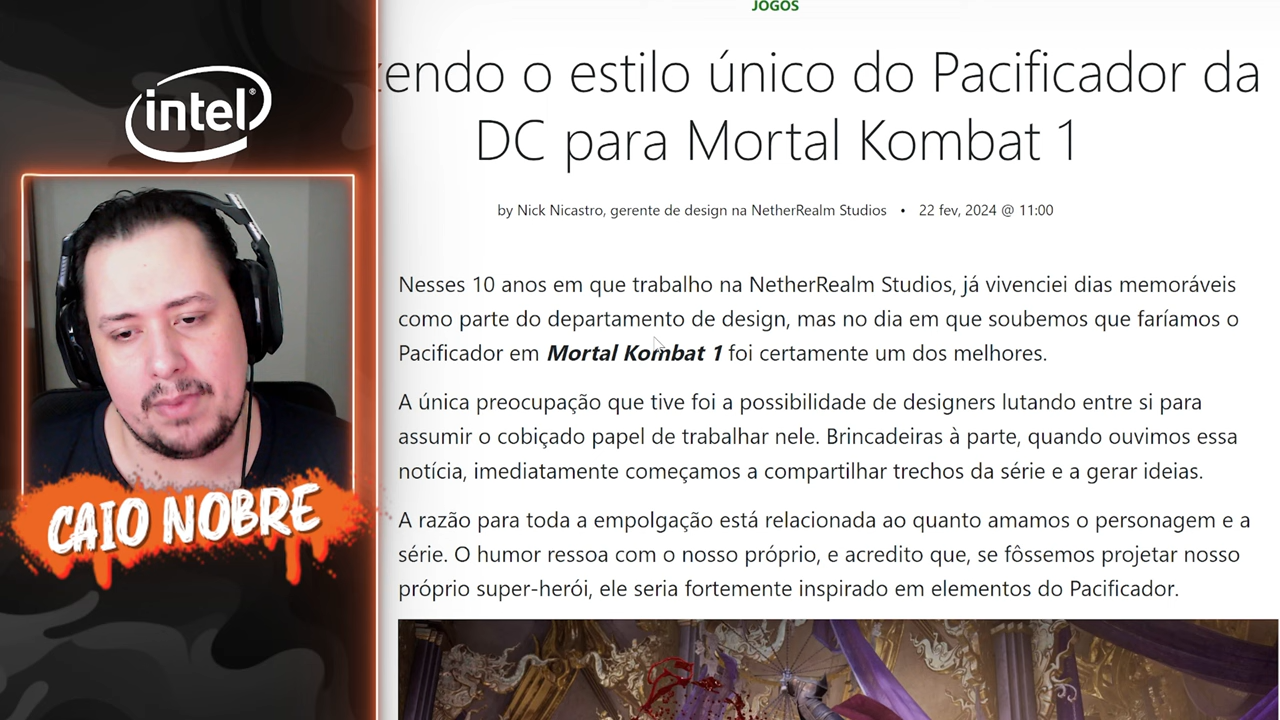 intel
CAIO NOBRE
JOGOS
endo o estilo único do Pacificador da
DC para Mortal Kombat 1
by Nick Nicastro, gerente de design na NetherRealm Studios • 22 fev, 2024 @ 11:00
Nesses 10 anos em que trabalho na NetherRealm Studios, já vivenciei dias memoráveis
como parte do departamento de design, mas no dia em que soubemos que faríamos o
Pacificador em Mortal Kombat 1 foi certamente um dos melhores.
A única preocupação que tive foi a possibilidade de designers lutando entre si para
assumir o cobiçado papel de trabalhar nele. Brincadeiras à parte, quando ouvimos essa
notícia, imediatamente começamos a compartilhar trechos da série e a gerar ideias.
A razão para toda a empolgação está relacionada ao quanto amamos o personagem e a
série. O humor ressoa com o nosso próprio, e acredito que, se fôssemos projetar nosso
próprio super-herói, ele seria fortemente inspirado em elementos do Pacificador.